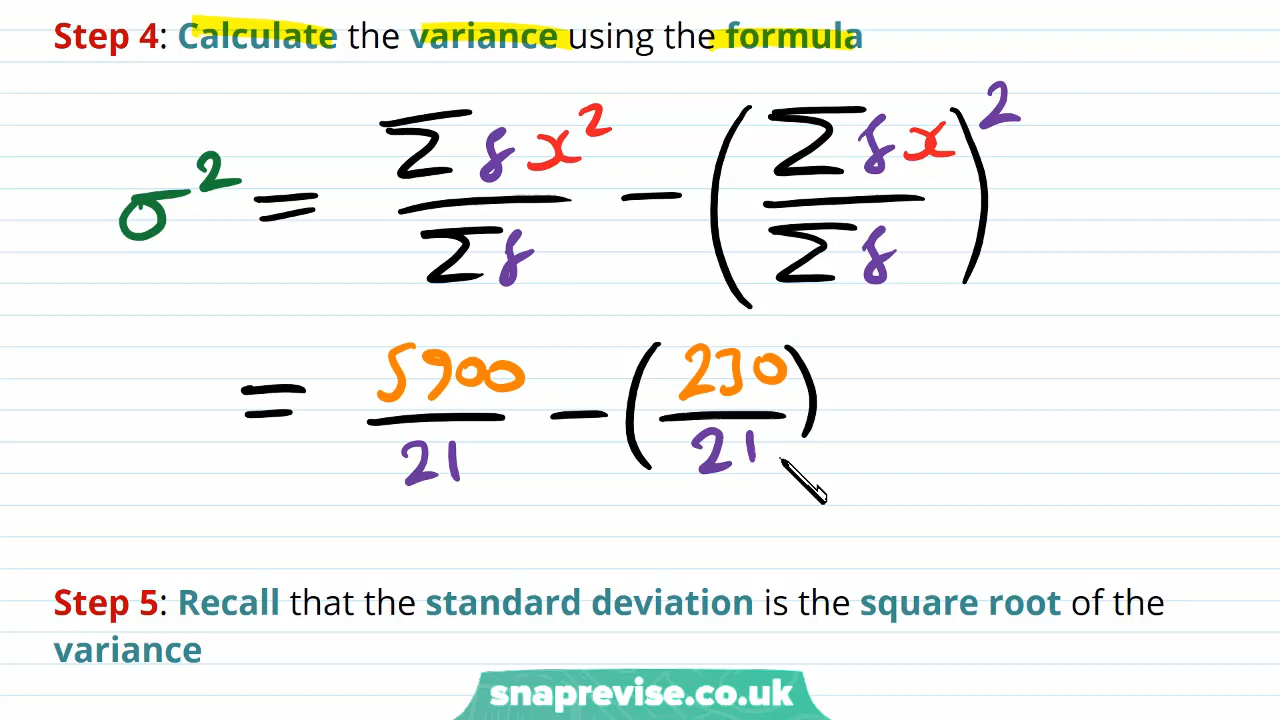 Step 4: Calculate the variance using the formula
σ² = Σfx² / Σf − (Σfx / Σf)²
= 5900 / 21 − (230 / 21)
Step 5: Recall that the standard deviation is the square root of the
variance
snaprevise.co.uk